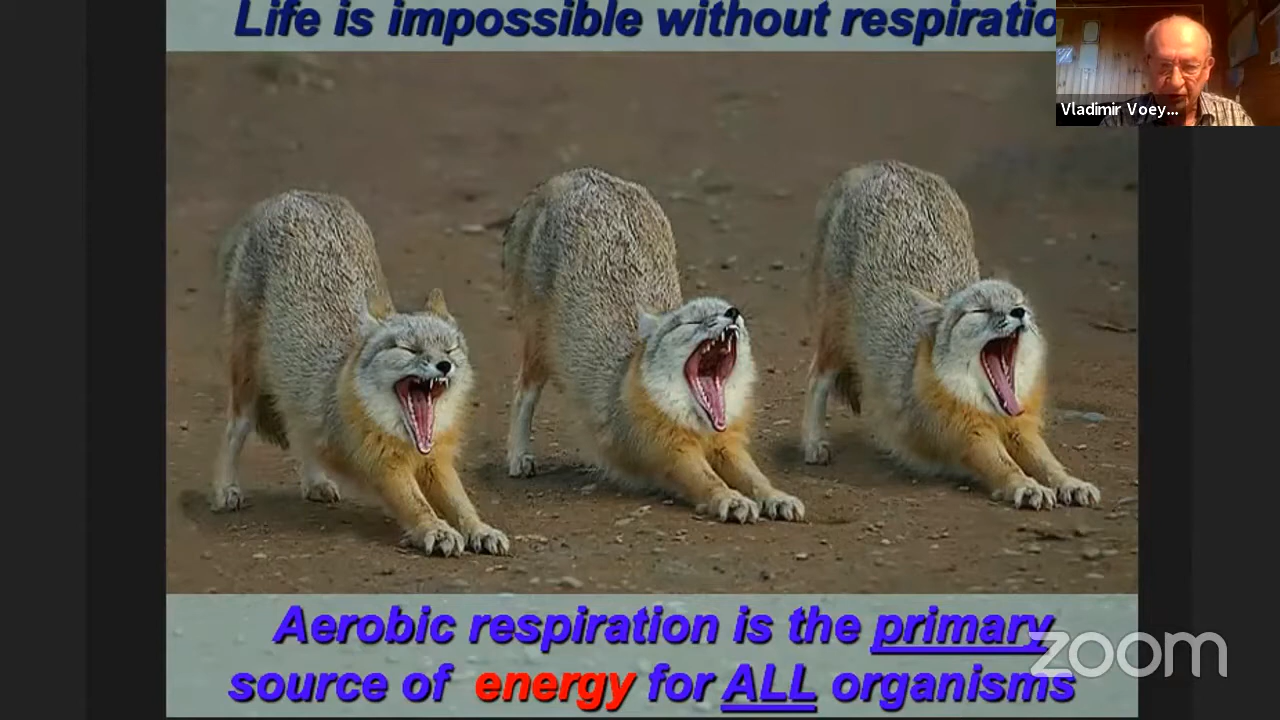 Life is impossible without respiratio
Vladimir Voey...
Aerobic respiration is the primary
source of energy for ALL organisms
zoom